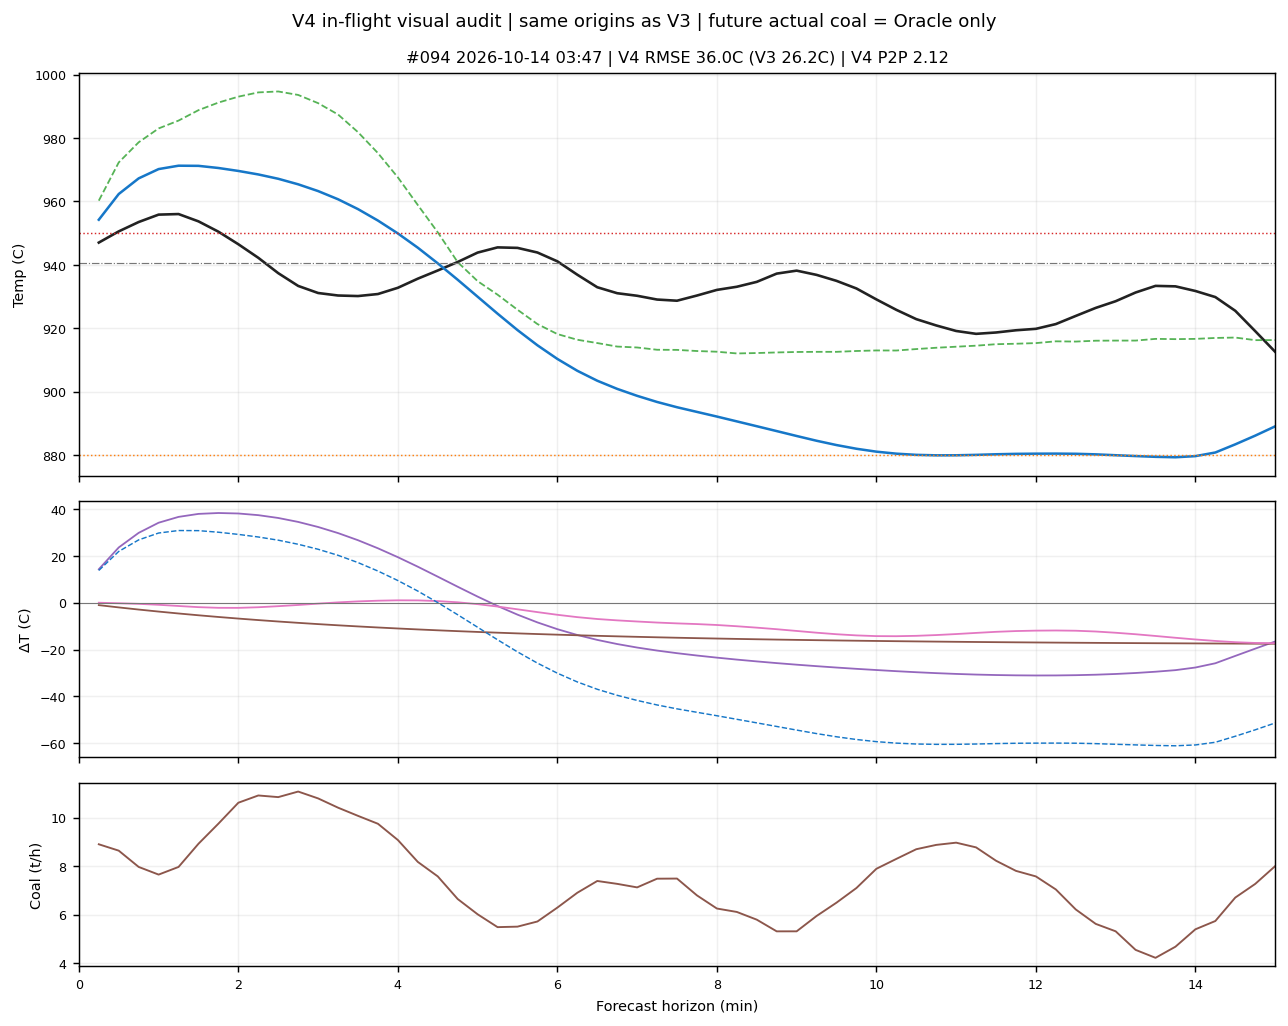 V4 in-flight visual audit | same origins as V3 | future actual coal = Oracle only
#094 2026-10-14 03:47 | V4 RMSE 36.0C (V3 26.2C) | V4 P2P 2.12
1000
980
960
940
920
900
880
Temp (C)
40
20
0
−20
−40
−60
ΔT (C)
10
8
6
4
Coal (t/h)
0 2 4 6 8 10 12 14
Forecast horizon (min)